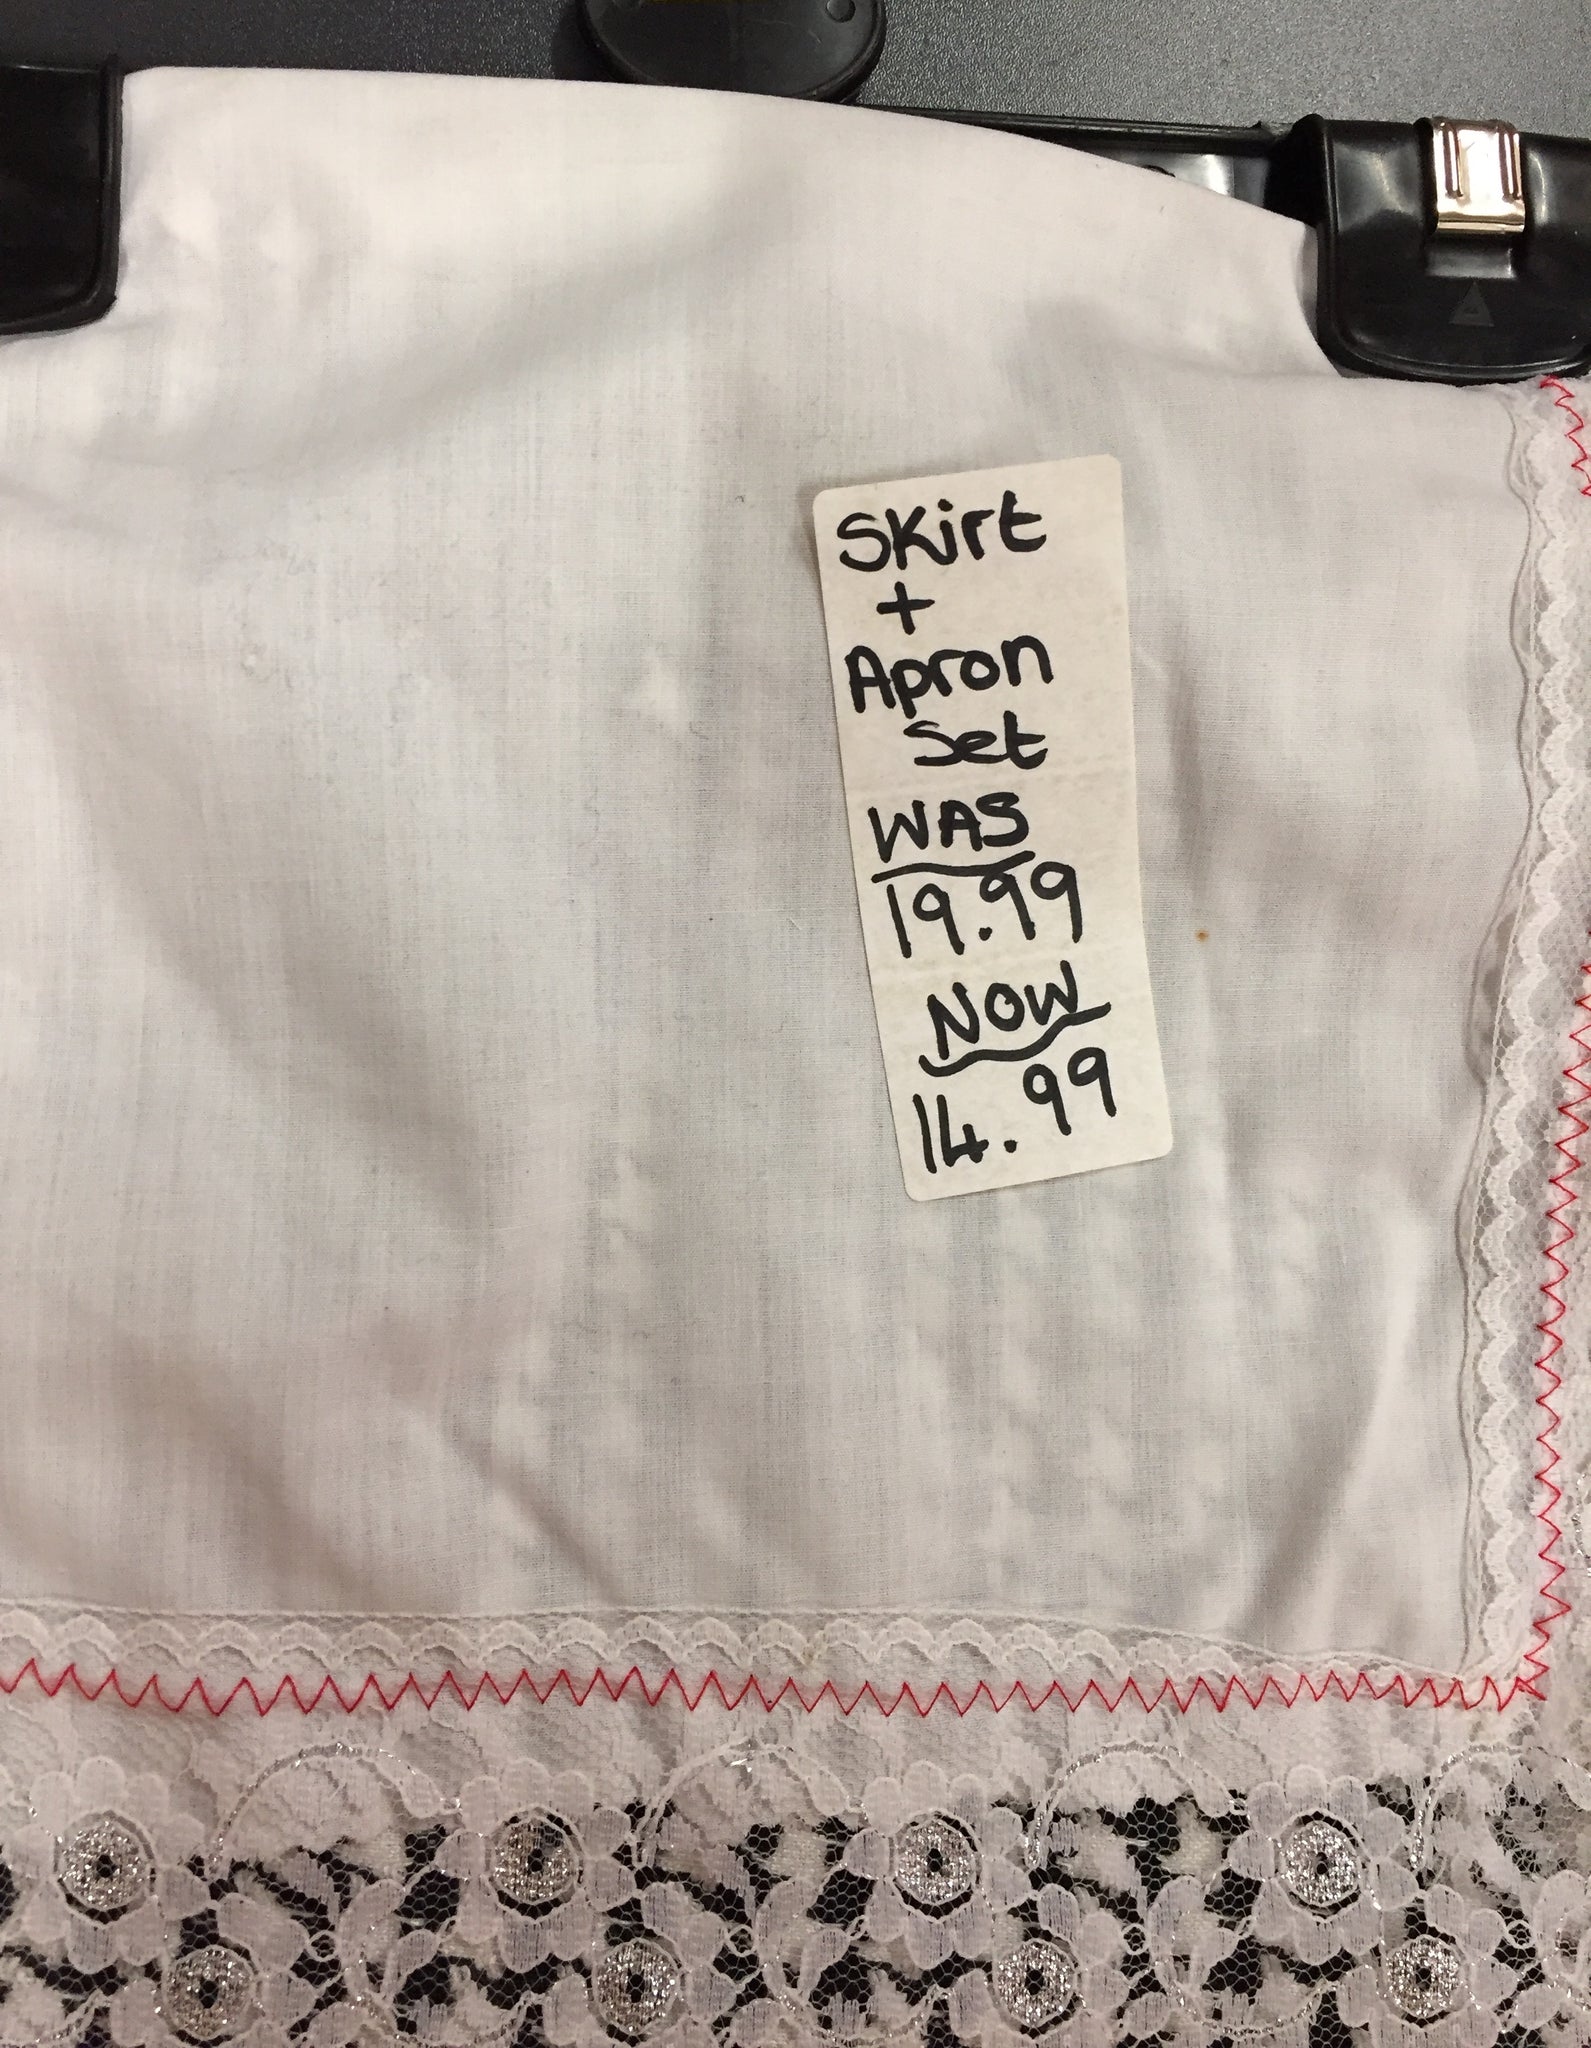 Skirt
+
Apron
Set
WAS
19.99
NOW
14.99